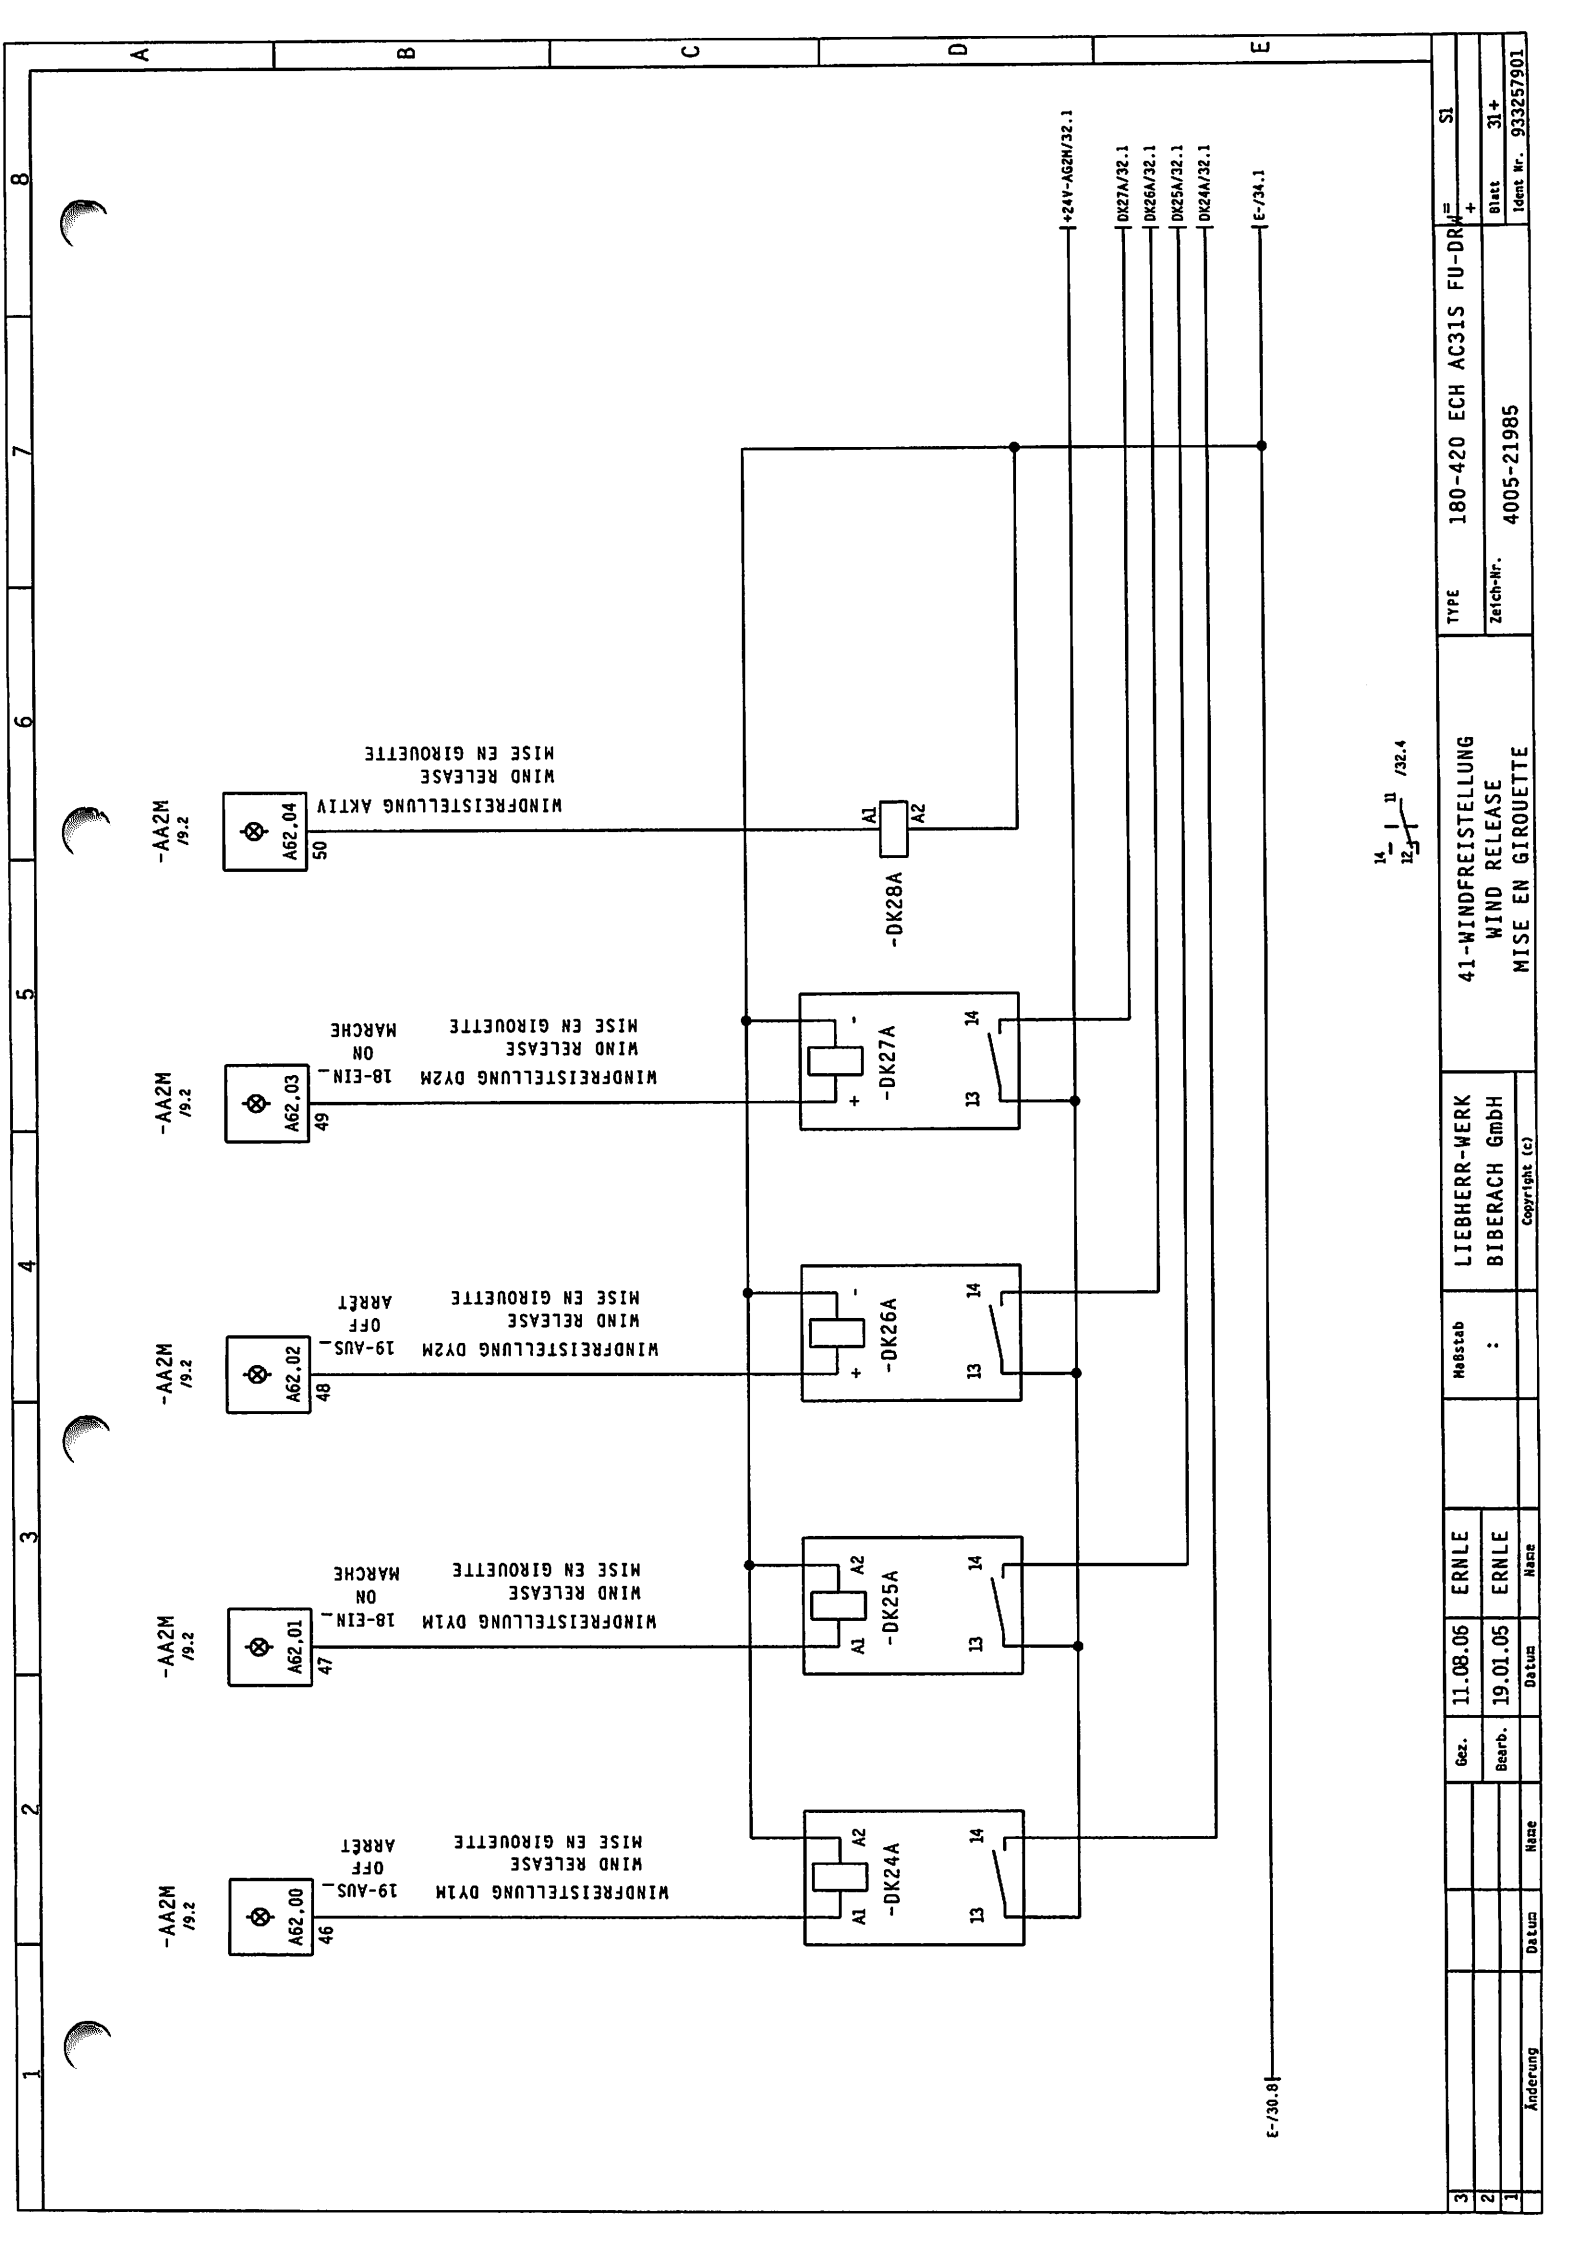 1 2 3 4 5 6 7 8
A
B
C
D
E
-AA2M
/9.2
A62,00
46
19-AUS_
OFF
ARRÊT
WINDFREISTELLUNG DY1M
WIND RELEASE
MISE EN GIROUETTE
-AA2M
/9.2
A62,01
47
18-EIN_
ON
MARCHE
WINDFREISTELLUNG DY1M
WIND RELEASE
MISE EN GIROUETTE
-AA2M
/9.2
A62,02
48
19-AUS_
OFF
ARRÊT
WINDFREISTELLUNG DY2M
WIND RELEASE
MISE EN GIROUETTE
-AA2M
/9.2
A62,03
49
18-EIN_
ON
MARCHE
WINDFREISTELLUNG DY2M
WIND RELEASE
MISE EN GIROUETTE
-AA2M
/9.2
A62,04
50
WINDFREISTELLUNG AKTIV
WIND RELEASE
MISE EN GIROUETTE
A1 A2
-DK24A
13 14
A1 A2
-DK25A
13 14
+ -
-DK26A
13 14
+ -
-DK27A
13 14
A1
-DK28A
A2
+24V-AG2M/32.1
DK27A/32.1
DK26A/32.1
DK25A/32.1
DK24A/32.1
E-/30.8
E-/34.1
14
12
11 /32.4
3
2
1
Änderung
Datum
Name
Gez. 11.08.06 ERNLE
Bearb. 19.01.05 ERNLE
Datum
Name
Maßstab
:
LIEBHERR-WERK
BIBERACH GmbH
Copyright (c)
41-WINDFREISTELLUNG
WIND RELEASE
MISE EN GIROUETTE
TYPE 180-420 ECH AC31S FU-DRW
Zeich-Nr. 4005-21985
= S1
+
Blatt 31+
Ident Nr. 933257901